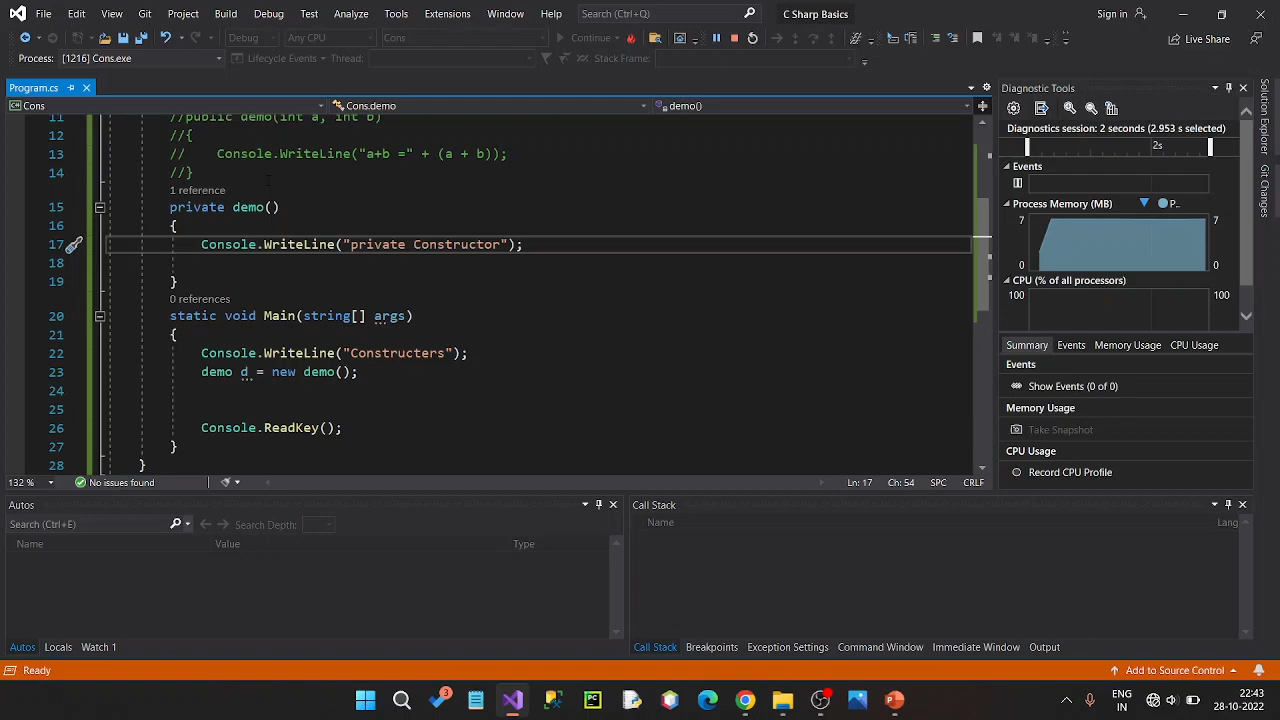 File Edit View Git Project Build Debug Test Analyze Tools Extensions Window Help Search (Ctrl+Q) C Sharp Basics Sign in
Debug Any CPU Cons Continue Live Share
Process: [1216] Cons.exe Lifecycle Events Thread: Stack Frame:
Program.cs
Cons Cons.demo demo()
11 //public demo(int a, int b)
12 //{
13 // Console.WriteLine("a+b =" + (a + b));
14 //}
1 reference
15 private demo()
16 {
17 Console.WriteLine("private Constructor");
18
19 }
0 references
20 static void Main(string[] args)
21 {
22 Console.WriteLine("Constructers");
23 demo d = new demo();
24
25
26 Console.ReadKey();
27 }
28 }
132 % No issues found Ln: 17 Ch: 54 SPC CRLF
Diagnostic Tools
Diagnostics session: 2 seconds (2.953 s selected)
2s
Events
Process Memory (MB) P...
7 7
0 0
CPU (% of all processors)
100 100
Summary Events Memory Usage CPU Usage
Events
Show Events (0 of 0)
Memory Usage
Take Snapshot
CPU Usage
Record CPU Profile
Solution Explorer
Git Changes
Autos
Search (Ctrl+E) Search Depth:
Name Value Type
Autos Locals Watch 1
Call Stack
Name Lang
Call Stack Breakpoints Exception Settings Command Window Immediate Window Output
Ready Add to Source Control
3 PC ENG IN 22:43 28-10-2022